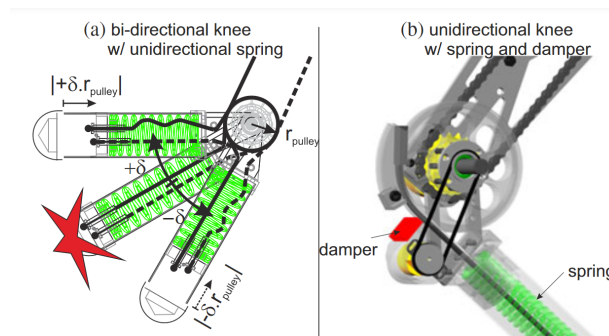 (a) bi-directional knee
w/ unidirectional spring
(b) unidirectional knee
w/ spring and damper
|+δ.r_pulley|
r_pulley
+δ
−δ
damper
spring
|-δ.r_pulley|